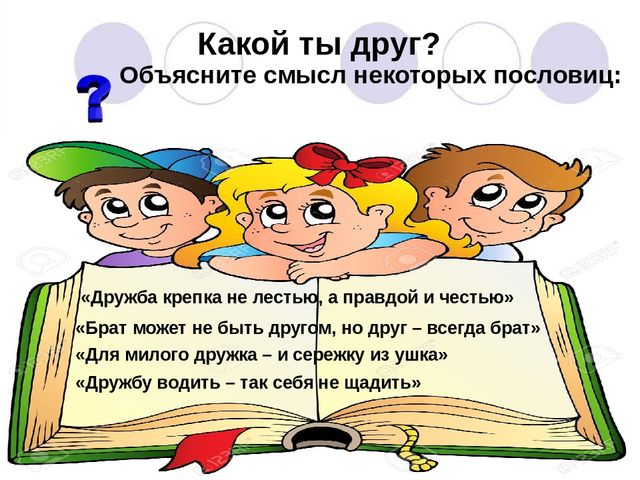 Какой ты друг?
Объясните смысл некоторых пословиц:
?
«Дружба крепка не лестью, а правдой и честью»
«Брат может не быть другом, но друг – всегда брат»
«Для милого дружка – и сережку из ушка»
«Дружбу водить – так себя не щадить»